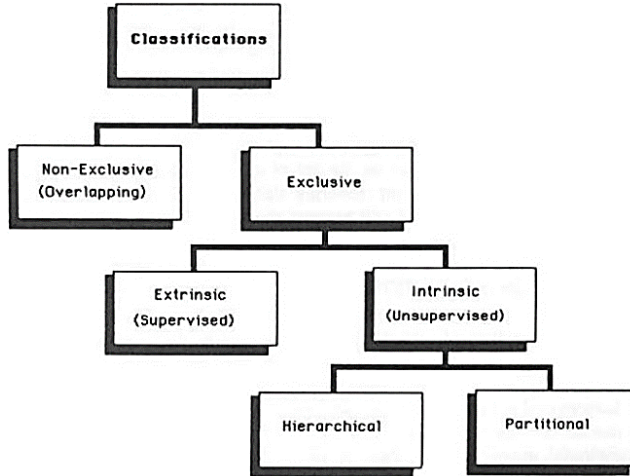 Classifications
Non-Exclusive
(Overlapping)
Exclusive
Extrinsic
(Supervised)
Intrinsic
(Unsupervised)
Hierarchical
Partitional